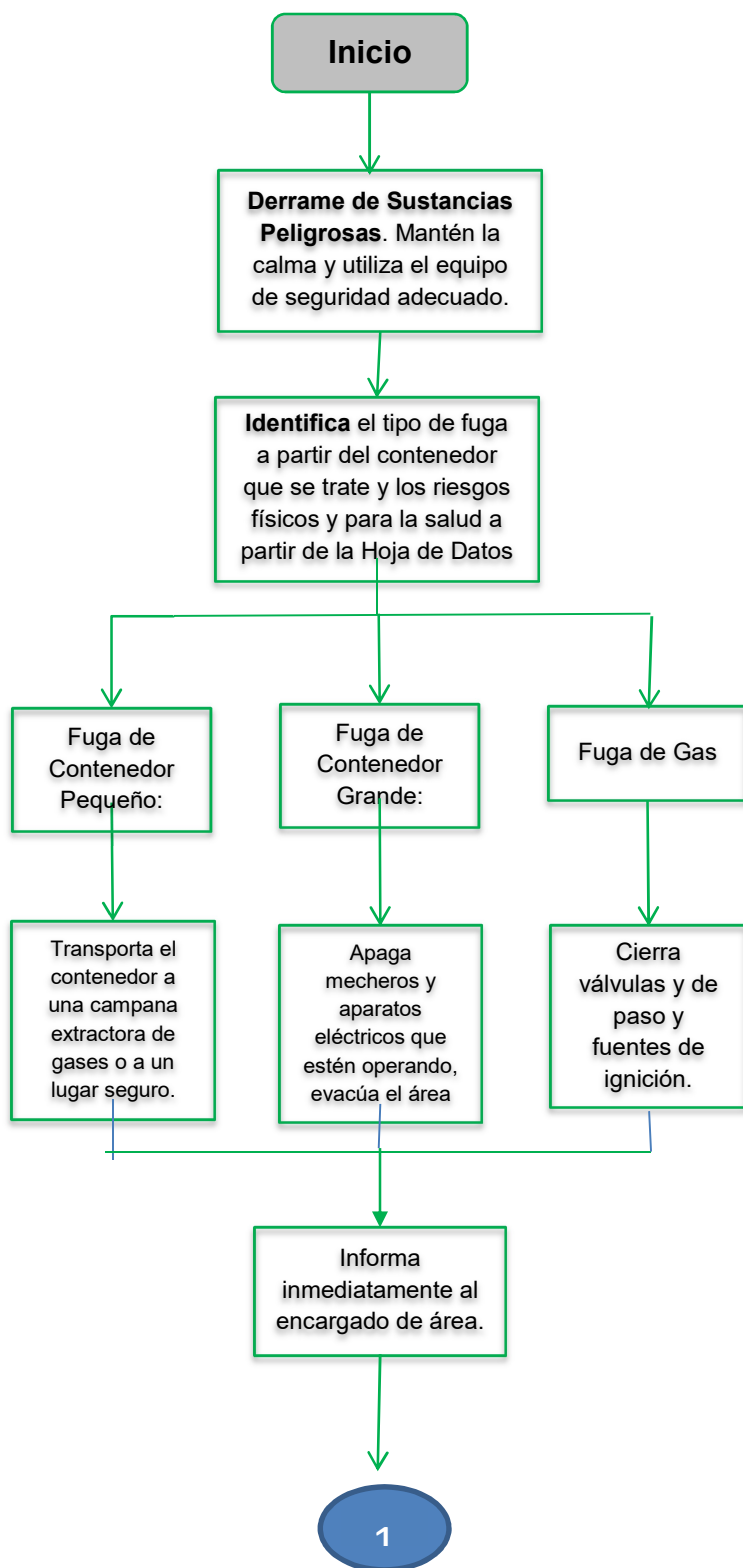 Inicio
Derrame de Sustancias
Peligrosas. Mantén la
calma y utiliza el equipo
de seguridad adecuado.
Identifica el tipo de fuga
a partir del contenedor
que se trate y los riesgos
físicos y para la salud a
partir de la Hoja de Datos
Fuga de
Contenedor
Pequeño:
Fuga de
Contenedor
Grande:
Fuga de Gas
Transporta el
contenedor a
una campana
extractora de
gases o a un
lugar seguro.
Apaga
mecheros y
aparatos
eléctricos que
estén operando,
evacúa el área
Cierra
válvulas y de
paso y
fuentes de
ignición.
Informa
inmediatamente al
encargado de área.
1